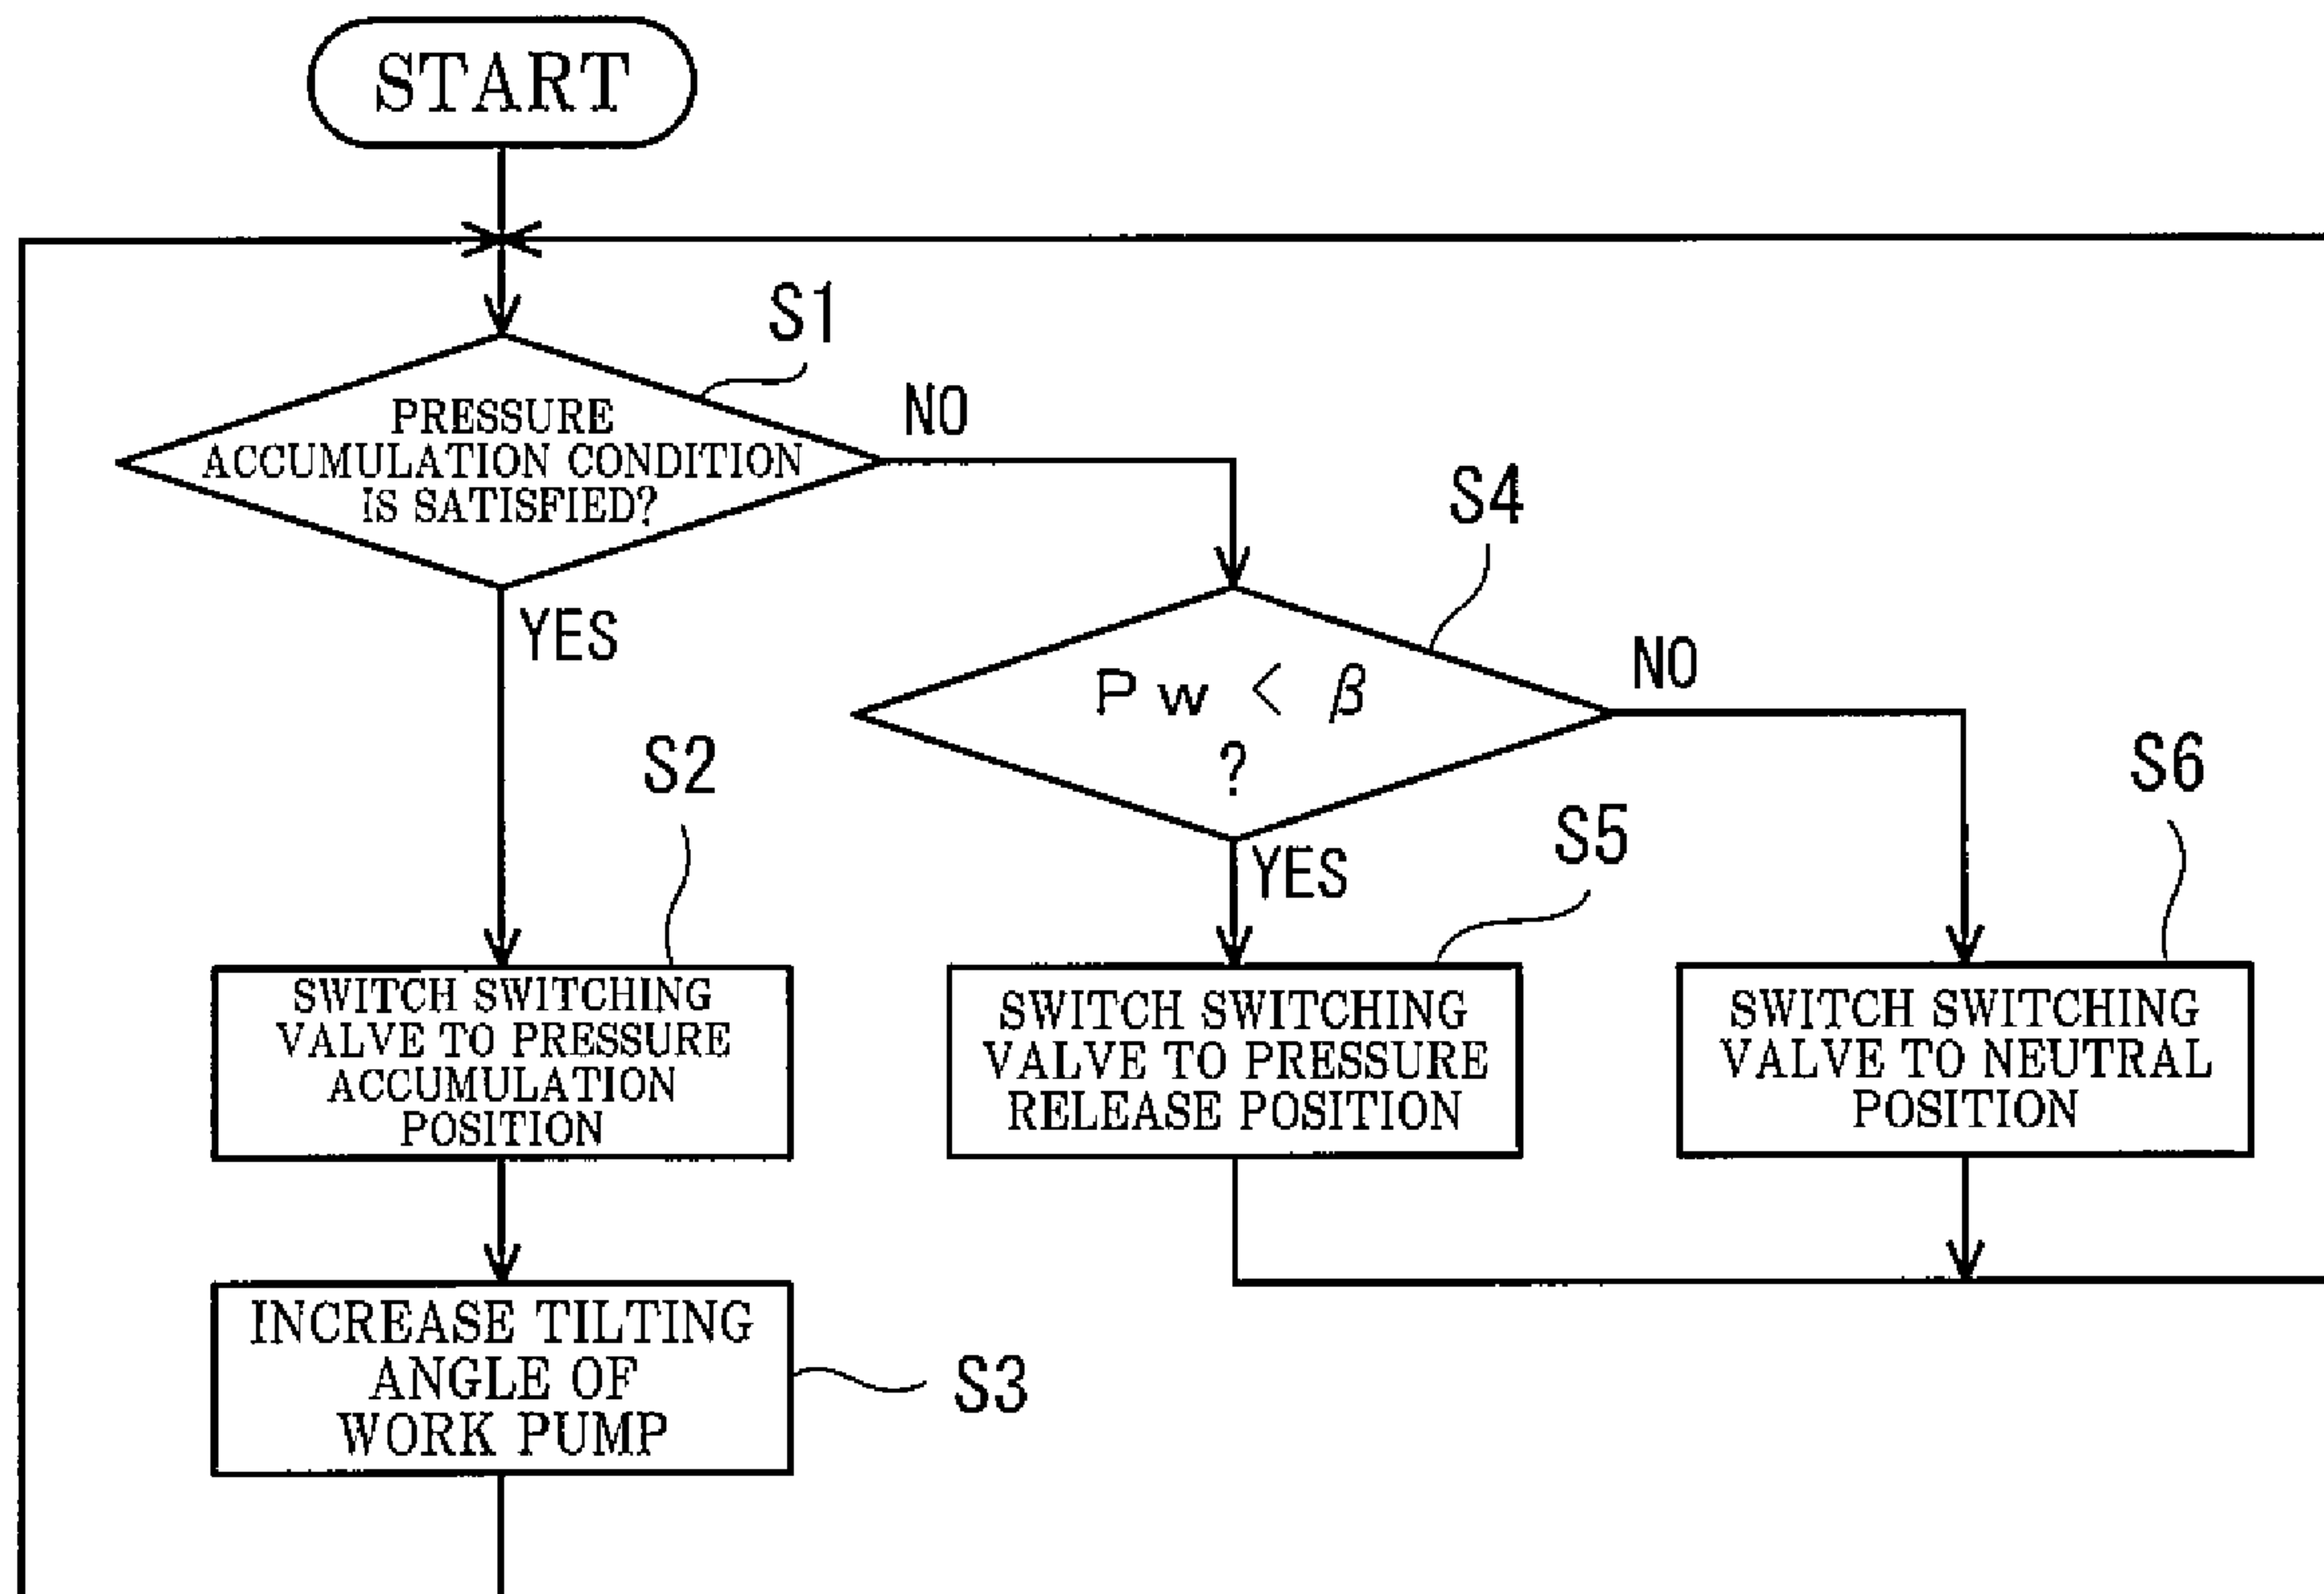 START
S1
PRESSURE
ACCUMULATION CONDITION
IS SATISFIED?
NO
YES
S4
Pw < β
?
NO
YES
S2
SWITCH SWITCHING
VALVE TO PRESSURE
ACCUMULATION
POSITION
S5
SWITCH SWITCHING
VALVE TO PRESSURE
RELEASE POSITION
S6
SWITCH SWITCHING
VALVE TO NEUTRAL
POSITION
INCREASE TILTING
ANGLE OF
WORK PUMP
S3